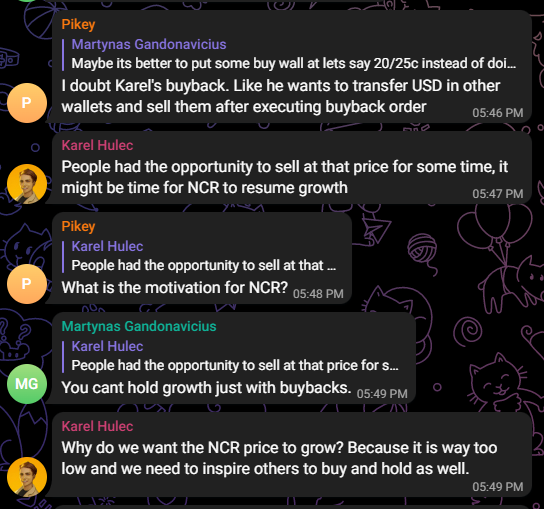 Pikey
Martynas Gandonavicius
Maybe its better to put some buy wall at lets say 20/25c instead of doi...
I doubt Karel's buyback. Like he wants to transfer USD in other
wallets and sell them after executing buyback order
05:46 PM
P
Karel Hulec
People had the opportunity to sell at that price for some time, it
might be time for NCR to resume growth
05:47 PM
Pikey
Karel Hulec
People had the opportunity to sell at that ...
What is the motivation for NCR?
05:48 PM
P
Martynas Gandonavicius
Karel Hulec
People had the opportunity to sell at that price for s...
You cant hold growth just with buybacks.
05:49 PM
MG
Karel Hulec
Why do we want the NCR price to grow? Because it is way too
low and we need to inspire others to buy and hold as well.
05:49 PM